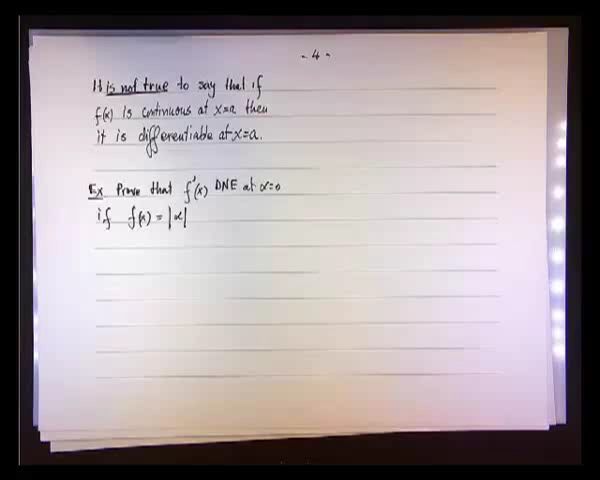 - 4 -
It is not true to say that if
f(x) is continuous at x=a then
it is differentiable at x=a.
Ex Prove that f'(x) DNE at x=0
if f(x) = |x|